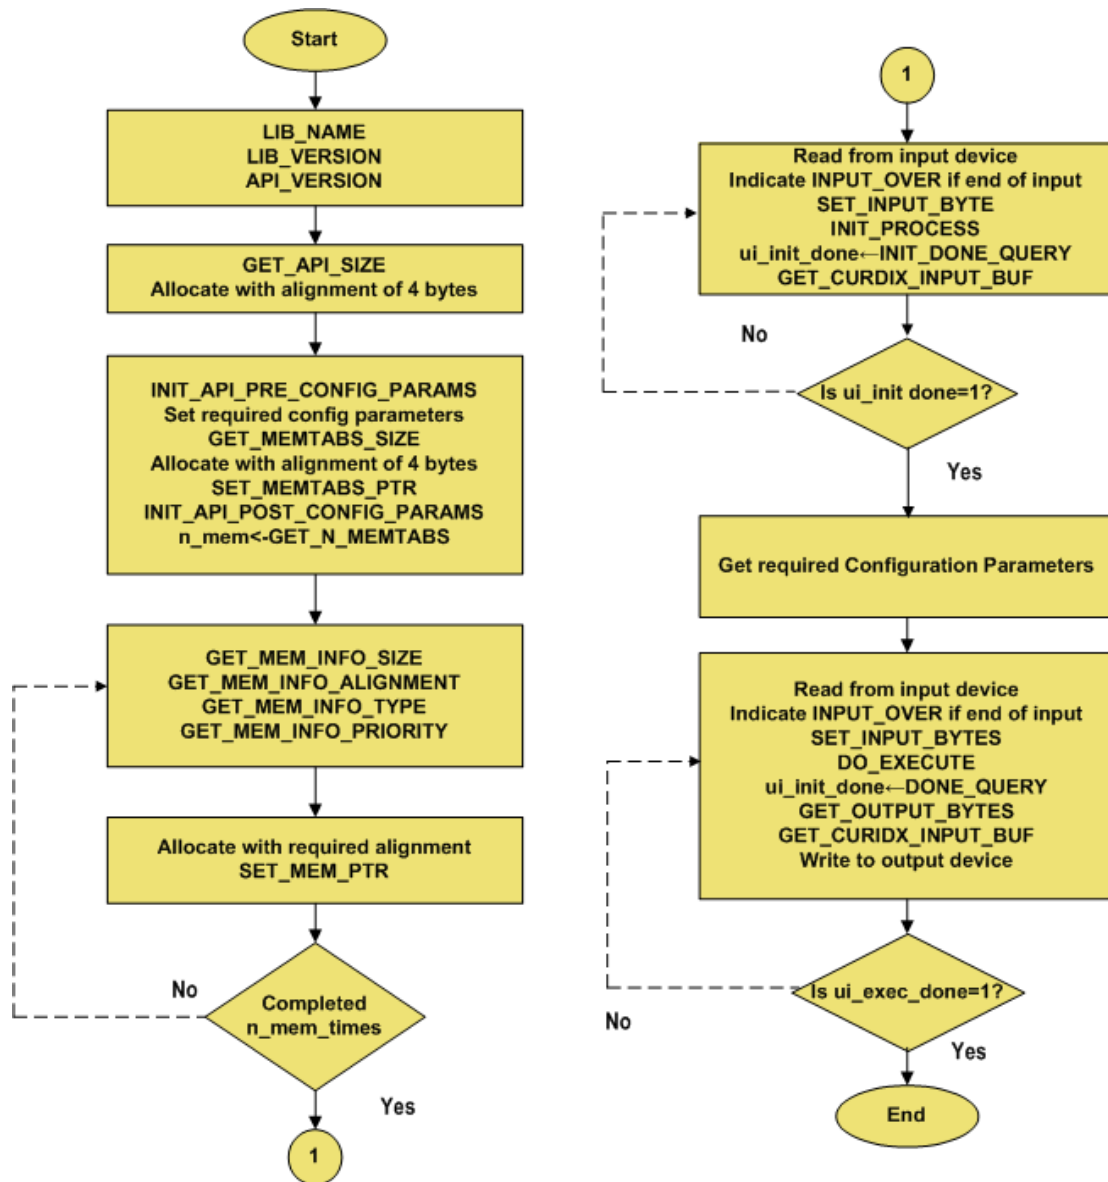 Start
LIB_NAME
LIB_VERSION
API_VERSION
GET_API_SIZE
Allocate with alignment of 4 bytes
INIT_API_PRE_CONFIG_PARAMS
Set required config parameters
GET_MEMTABS_SIZE
Allocate with alignment of 4 bytes
SET_MEMTABS_PTR
INIT_API_POST_CONFIG_PARAMS
n_mem<-GET_N_MEMTABS
GET_MEM_INFO_SIZE
GET_MEM_INFO_ALIGNMENT
GET_MEM_INFO_TYPE
GET_MEM_INFO_PRIORITY
Allocate with required alignment
SET_MEM_PTR
No
Completed
n_mem_times
Yes
1
1
Read from input device
Indicate INPUT_OVER if end of input
SET_INPUT_BYTE
INIT_PROCESS
ui_init_done←INIT_DONE_QUERY
GET_CURDIX_INPUT_BUF
No
Is ui_init done=1?
Yes
Get required Configuration Parameters
Read from input device
Indicate INPUT_OVER if end of input
SET_INPUT_BYTES
DO_EXECUTE
ui_init_done←DONE_QUERY
GET_OUTPUT_BYTES
GET_CURIDX_INPUT_BUF
Write to output device
Is ui_exec_done=1?
No
Yes
End